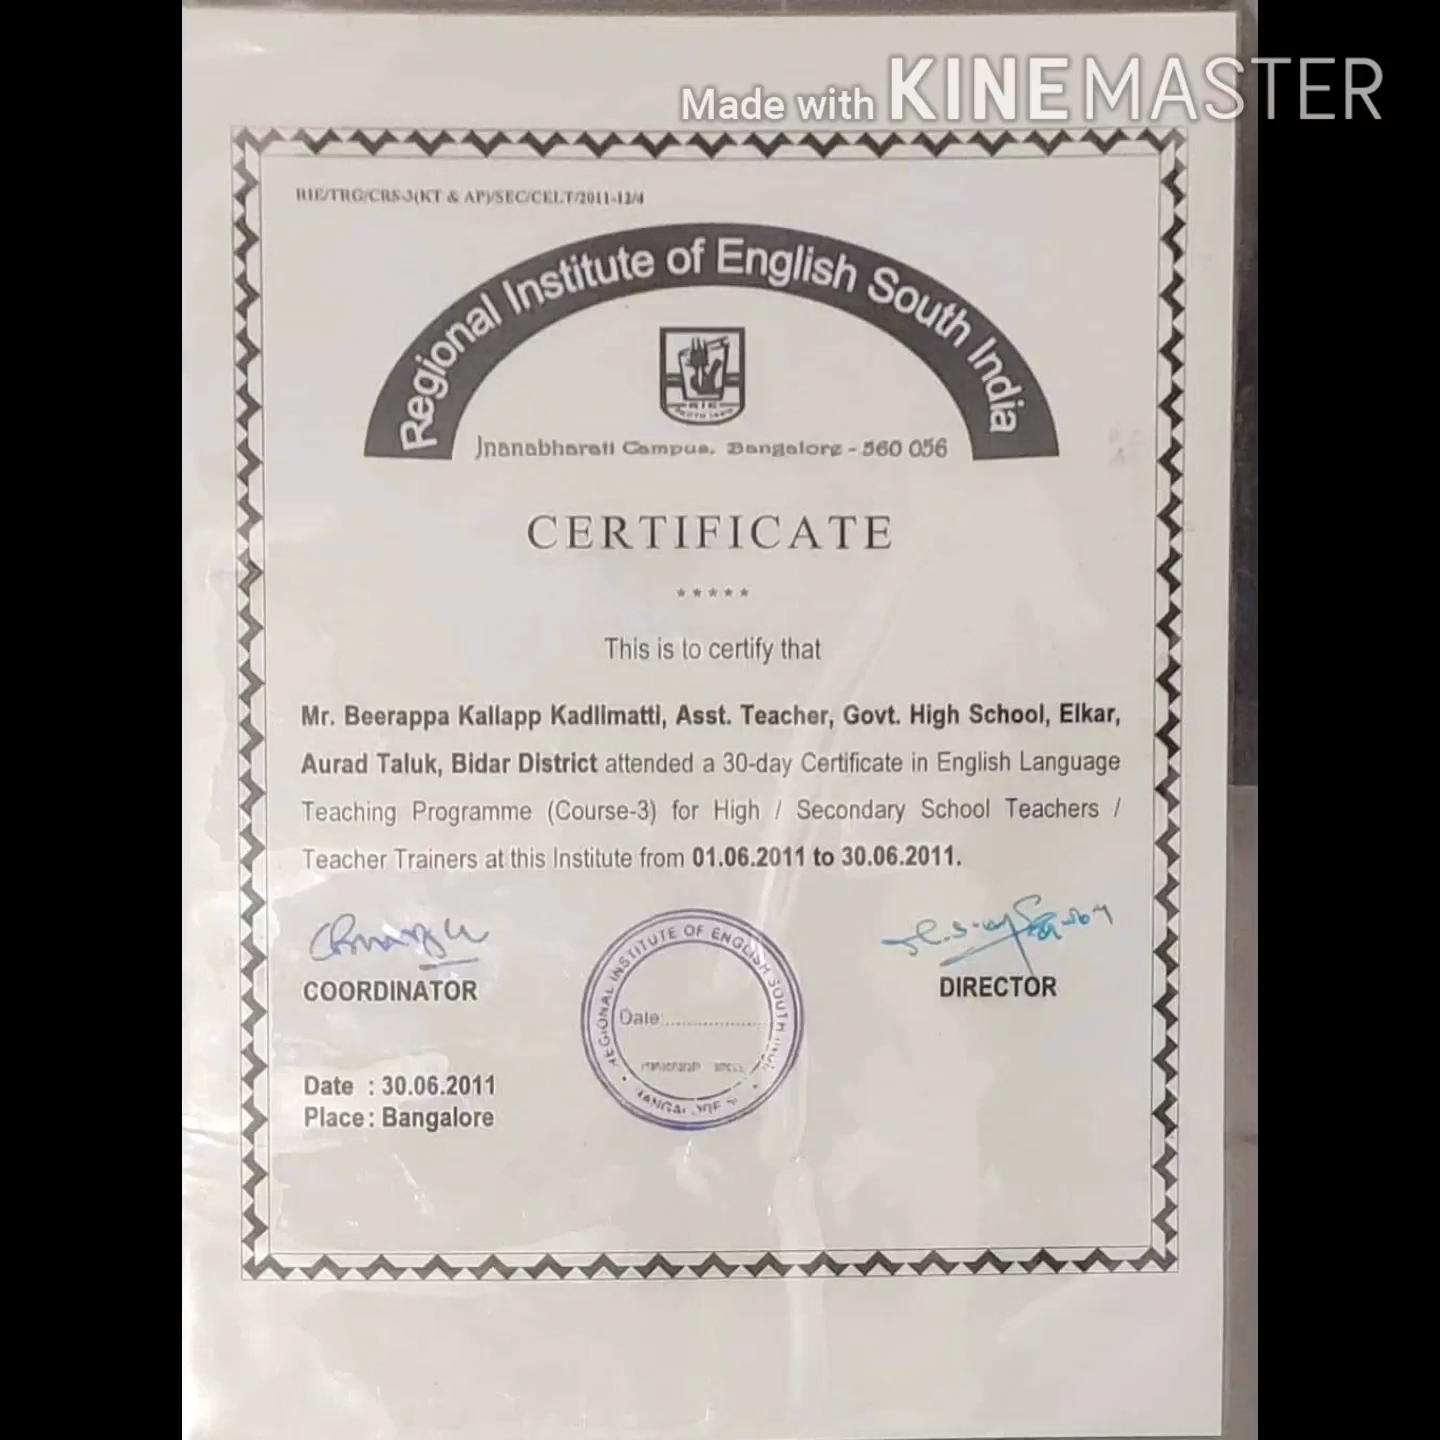 Made with KINEMASTER
RIE/TRG/CRS-3(KT & AP)/SEC/CELT/2011-12/4
Regional Institute of English South India
Jnanabharati Campus, Bangalore - 560 056
CERTIFICATE
*****
This is to certify that
Mr. Beerappa Kallapp Kadlimatti, Asst. Teacher, Govt. High School, Elkar,
Aurad Taluk, Bidar District attended a 30-day Certificate in English Language
Teaching Programme (Course-3) for High / Secondary School Teachers /
Teacher Trainers at this Institute from 01.06.2011 to 30.06.2011.
COORDINATOR
REGIONAL INSTITUTE OF ENGLISH SOUTH
Date:....................
DIRECTOR
Date : 30.06.2011
Place : Bangalore